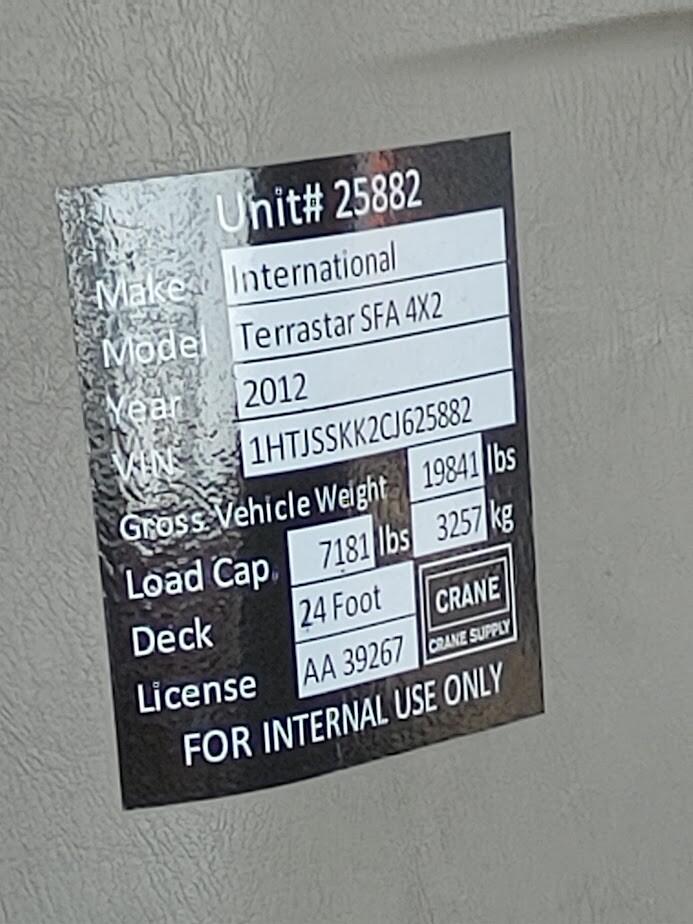 Unit# 25882
Make International
Model Terrastar SFA 4X2
Year 2012
VIN 1HTJSSKK2CJ625882
Gross Vehicle Weight 19841 lbs
Load Cap. 7181 lbs 3257 kg
Deck 24 Foot
License AA 39267
CRANE
CRANE SUPPLY
FOR INTERNAL USE ONLY